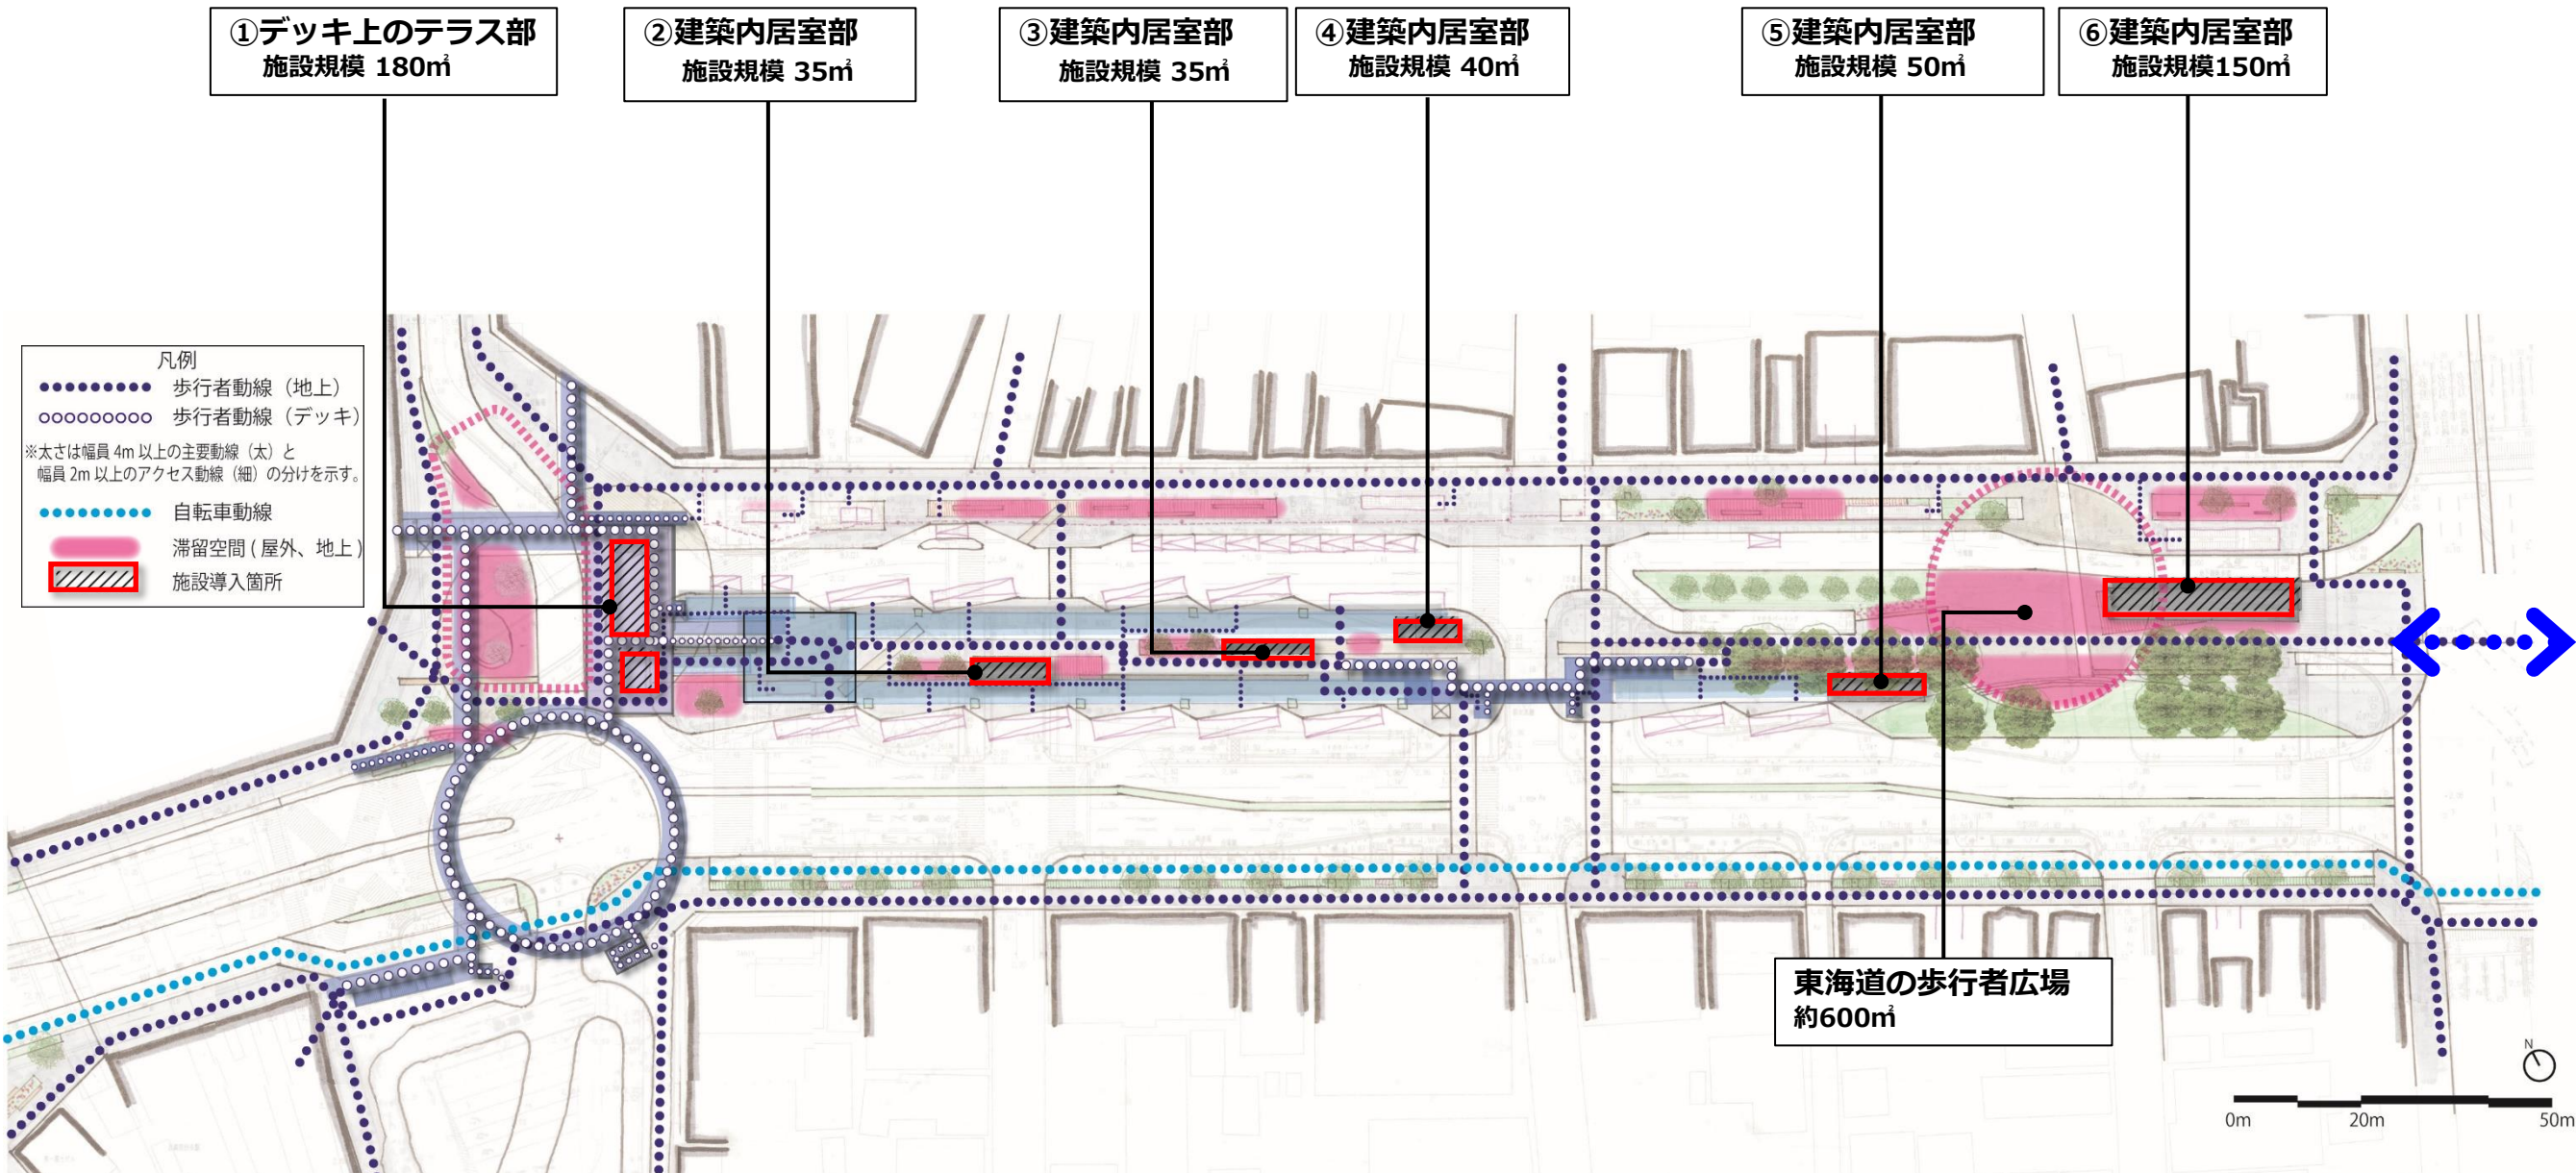 ①デッキ上のテラス部
施設規模 180㎡
②建築内居室部
施設規模 35㎡
③建築内居室部
施設規模 35㎡
④建築内居室部
施設規模 40㎡
⑤建築内居室部
施設規模 50㎡
⑥建築内居室部
施設規模150㎡
凡例
歩行者動線（地上）
歩行者動線（デッキ）
※太さは幅員 4m 以上の主要動線（太）と
幅員 2m 以上のアクセス動線（細）の分けを示す。
自転車動線
滞留空間 ( 屋外、地上 )
施設導入箇所
東海道の歩行者広場
約600㎡
N
0m 20m 50m